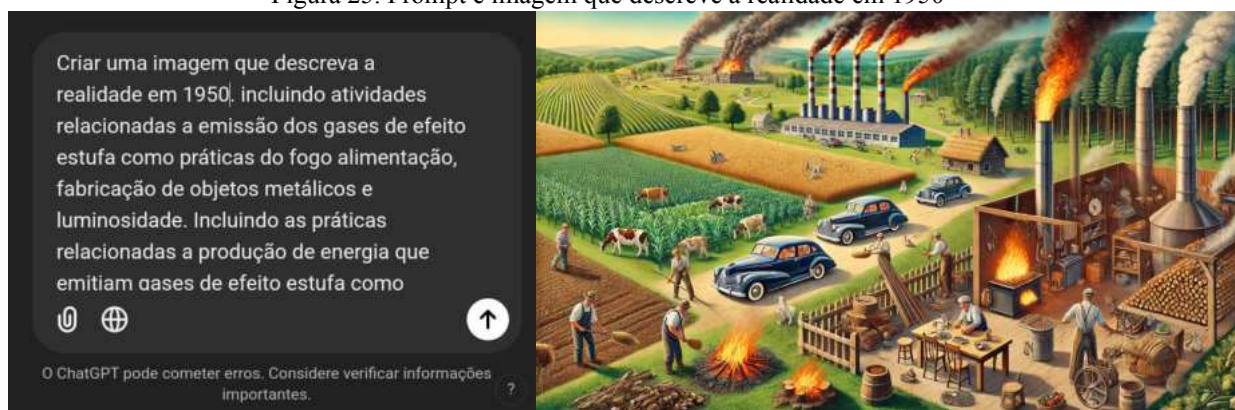 Figura 25. Prompt e imagem que descreve a realidade em 1950
Criar uma imagem que descreva a
realidade em 1950. incluindo atividades
relacionadas a emissão dos gases de efeito
estufa como práticas do fogo alimentação,
fabricação de objetos metálicos e
luminosidade. Incluindo as práticas
relacionadas a produção de energia que
emitiam gases de efeito estufa como
O ChatGPT pode cometer erros. Considere verificar informações
importantes.
?